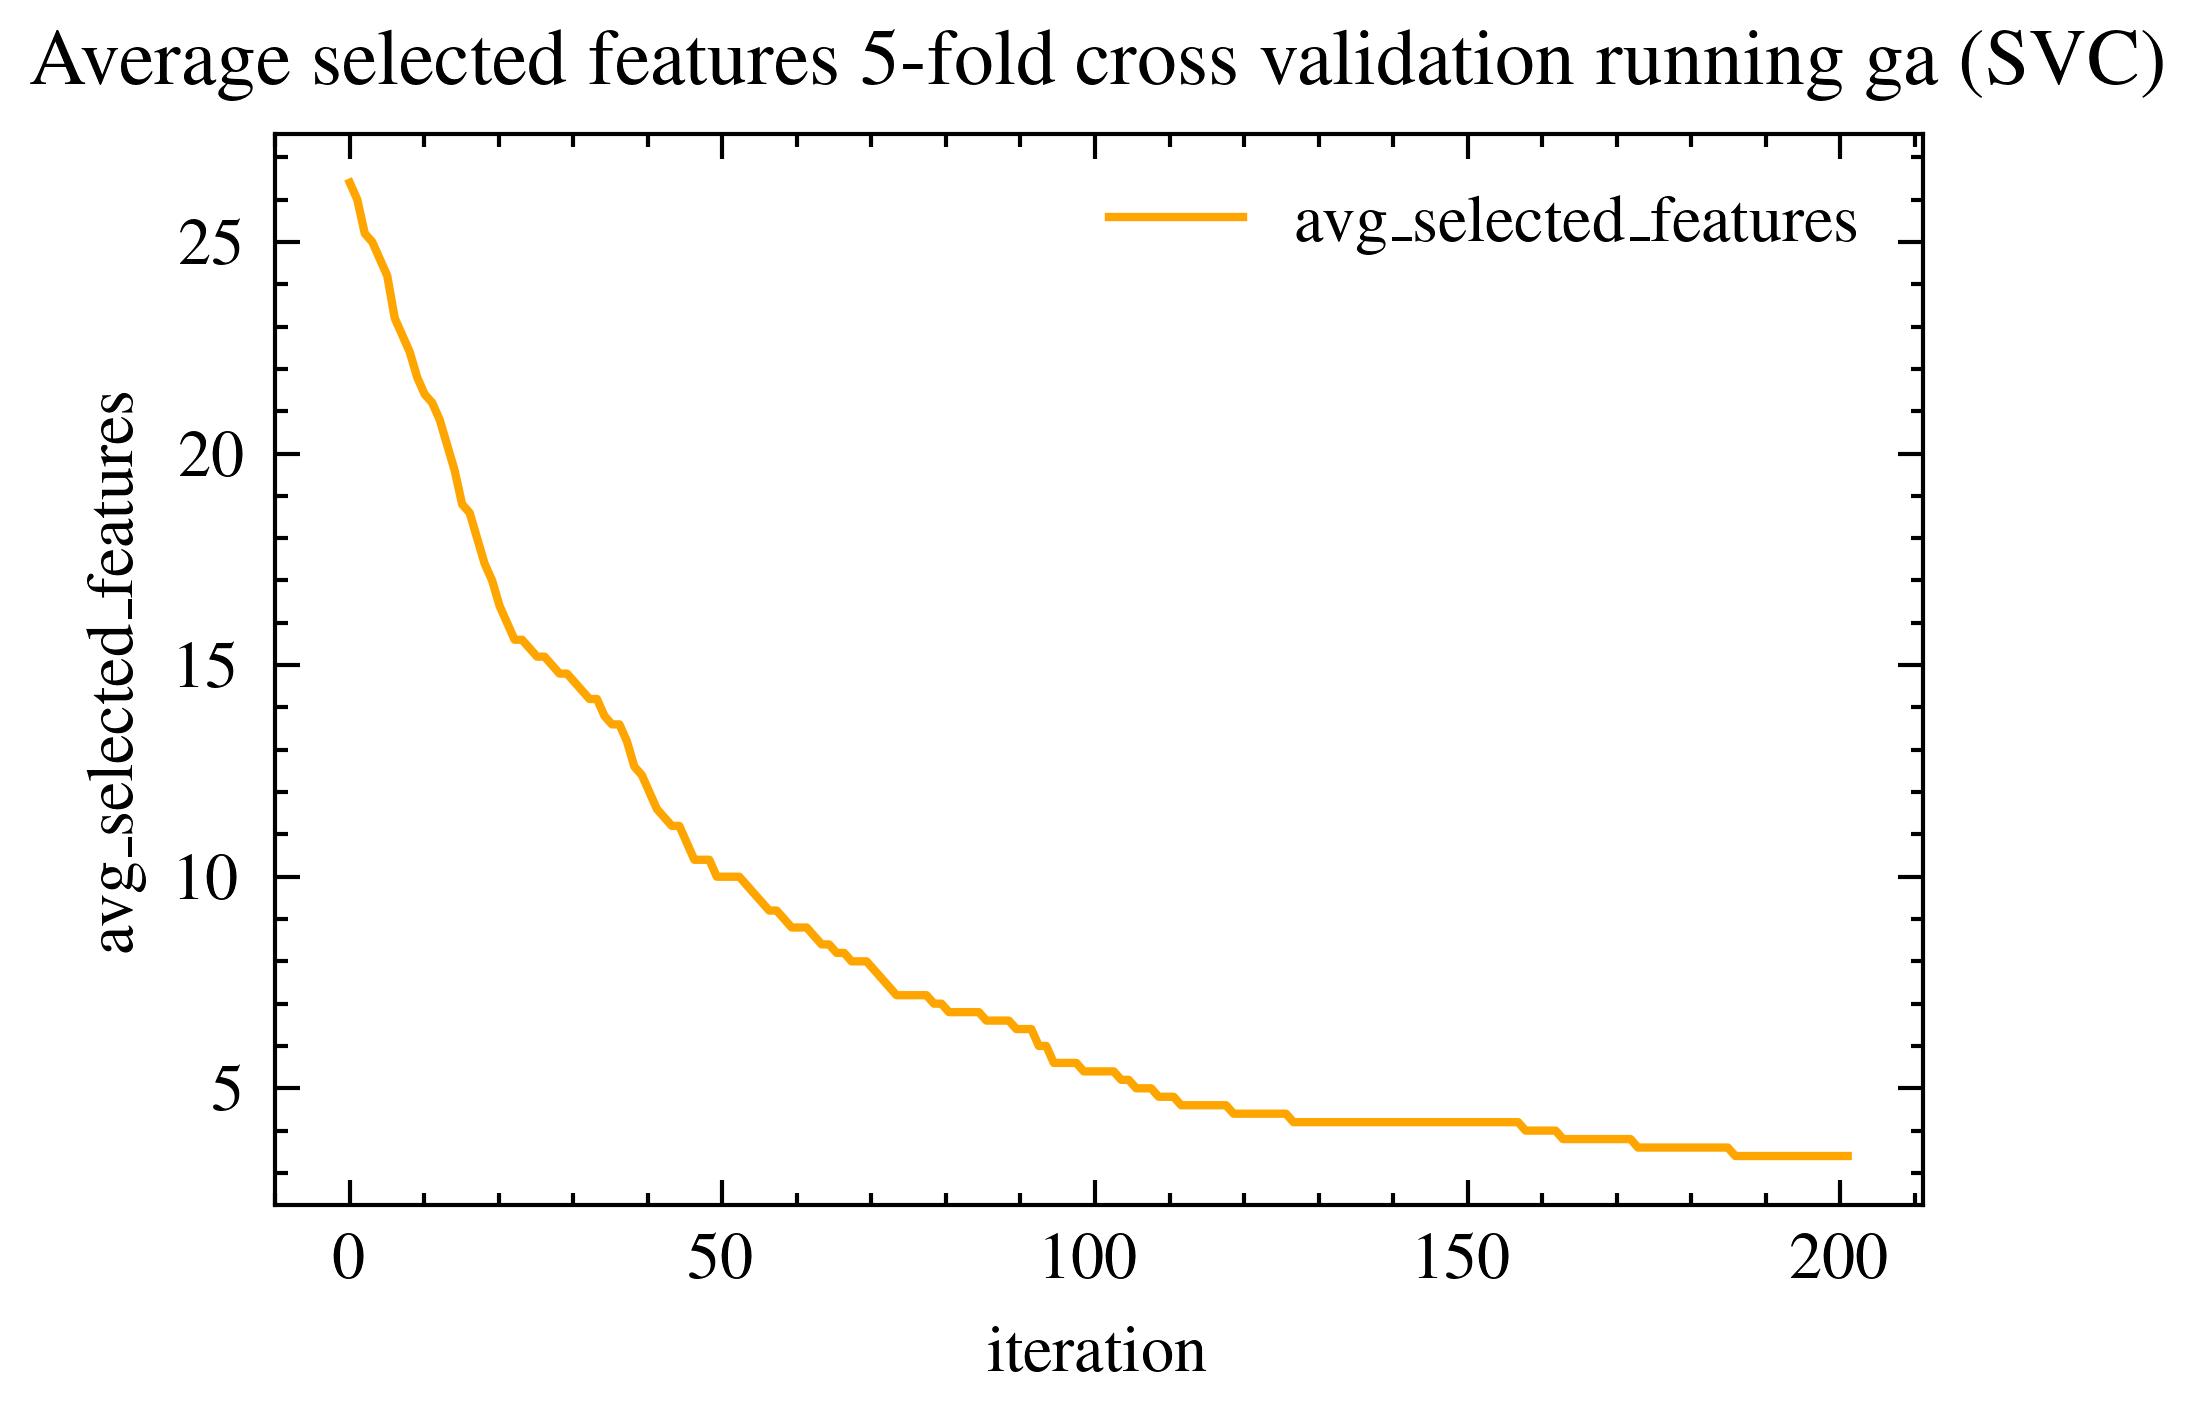 Average selected features 5-fold cross validation running ga (SVC)
avg_selected_features
25
20
15
10
5
avg_selected_features
0
50
100
150
200
iteration